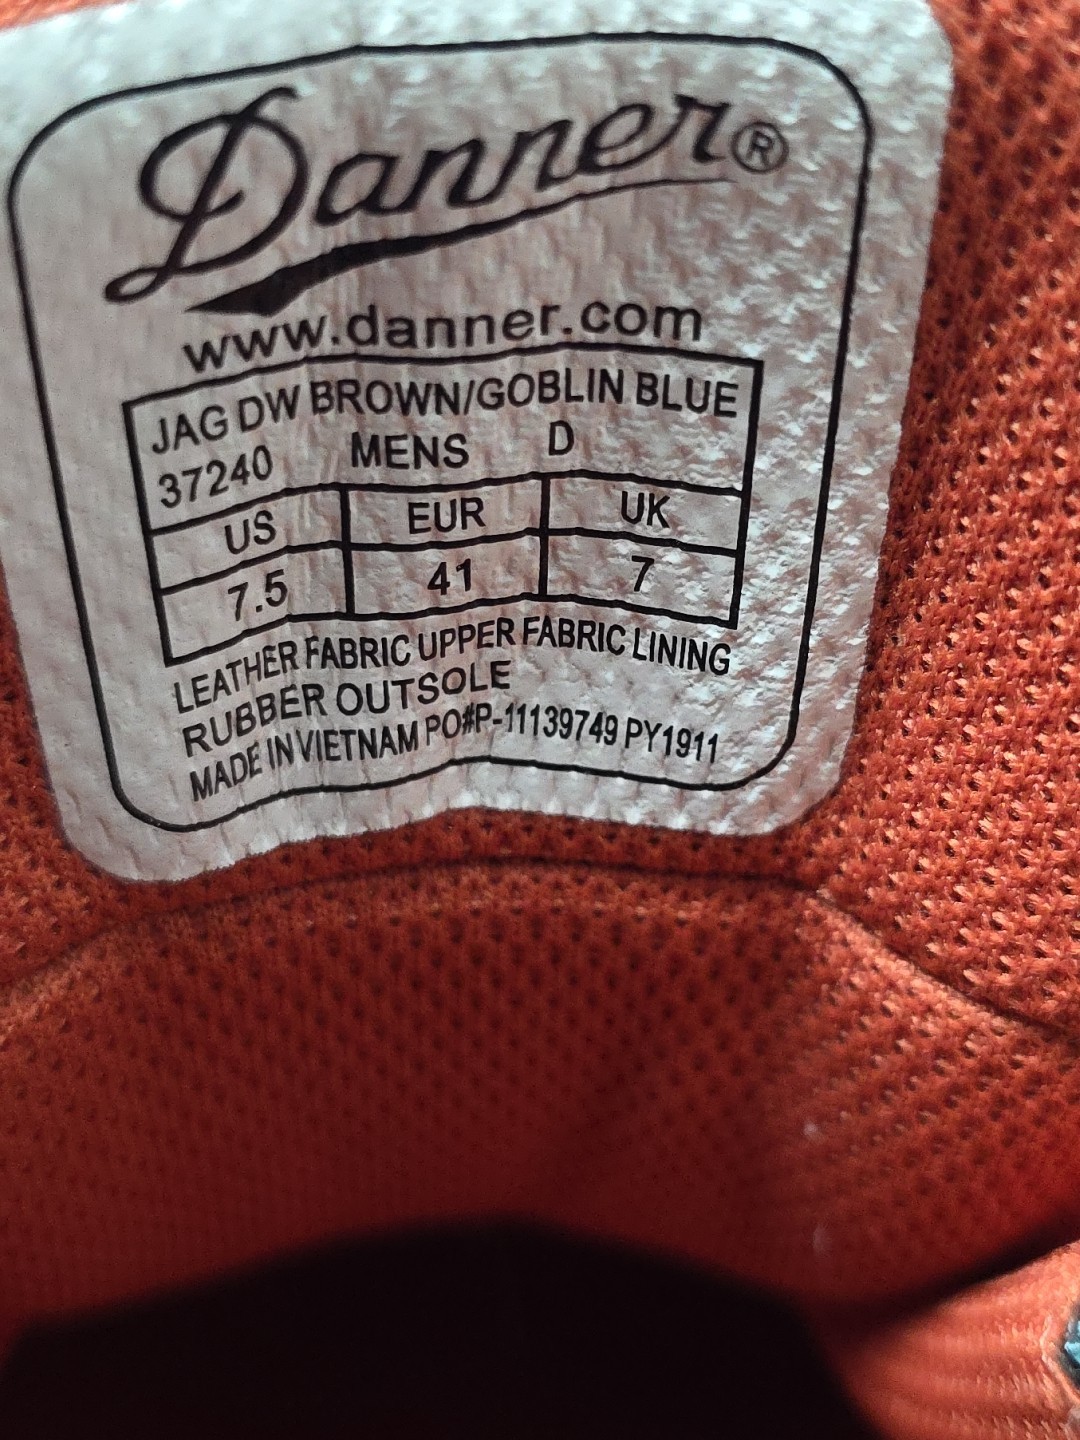 Danner®
www.danner.com
JAG DW BROWN/GOBLIN BLUE
37240 MENS D
US EUR UK
7.5 41 7
LEATHER FABRIC UPPER FABRIC LINING
RUBBER OUTSOLE
MADE IN VIETNAM PO#P-11139749 PY1911